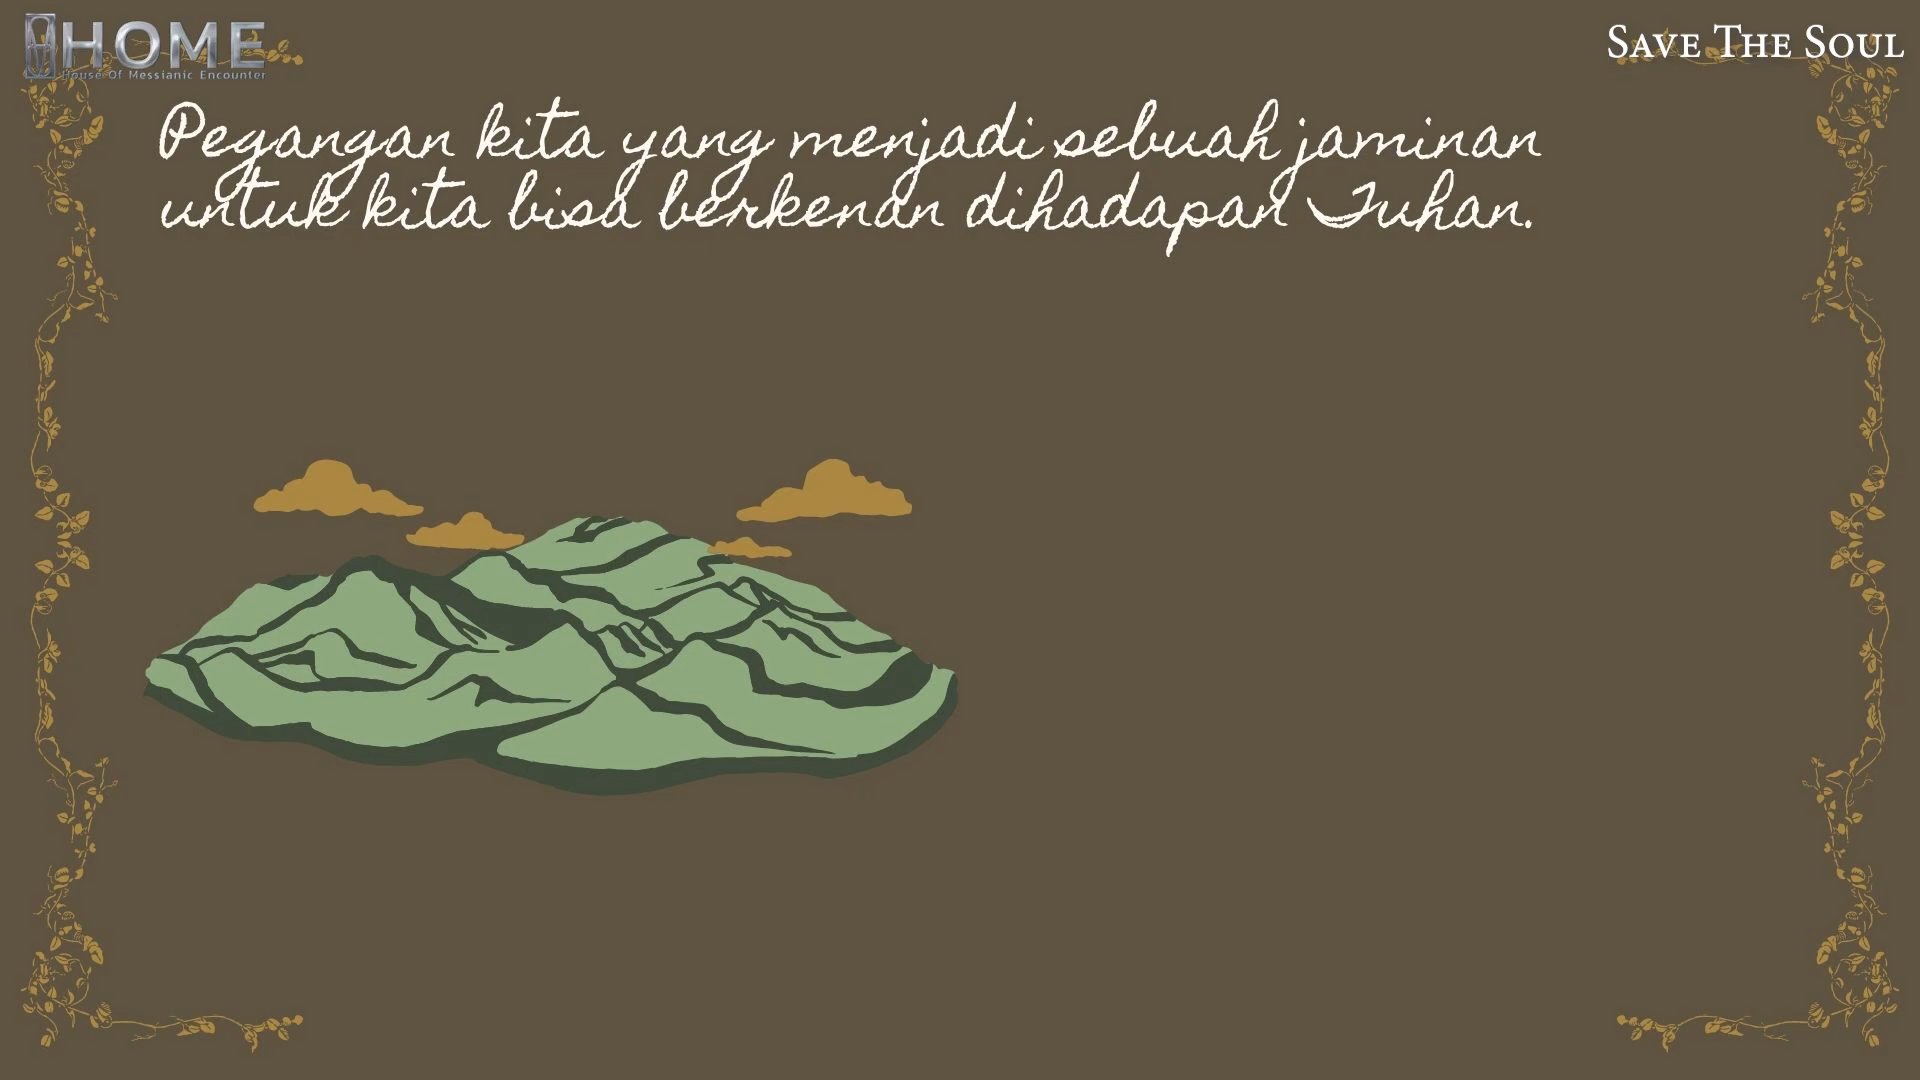 HOME
House Of Messianic Encounter
SAVE THE SOUL
Pegangan kita yang menjadi sebuah jaminan
untuk kita bisa berkenan dihadapan Tuhan.